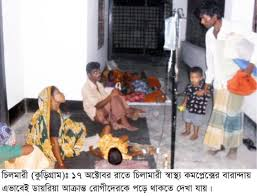 চিলমারী (কুড়িগ্রাম)ঃ ১৭ অক্টোবর রাতে চিলমারী স্বাস্থ্য কমপ্লেক্সের বারান্দায়
এভাবেই ডায়রিয়া আক্রান্ত রোগীদেরকে পড়ে থাকতে দেখা যায়।